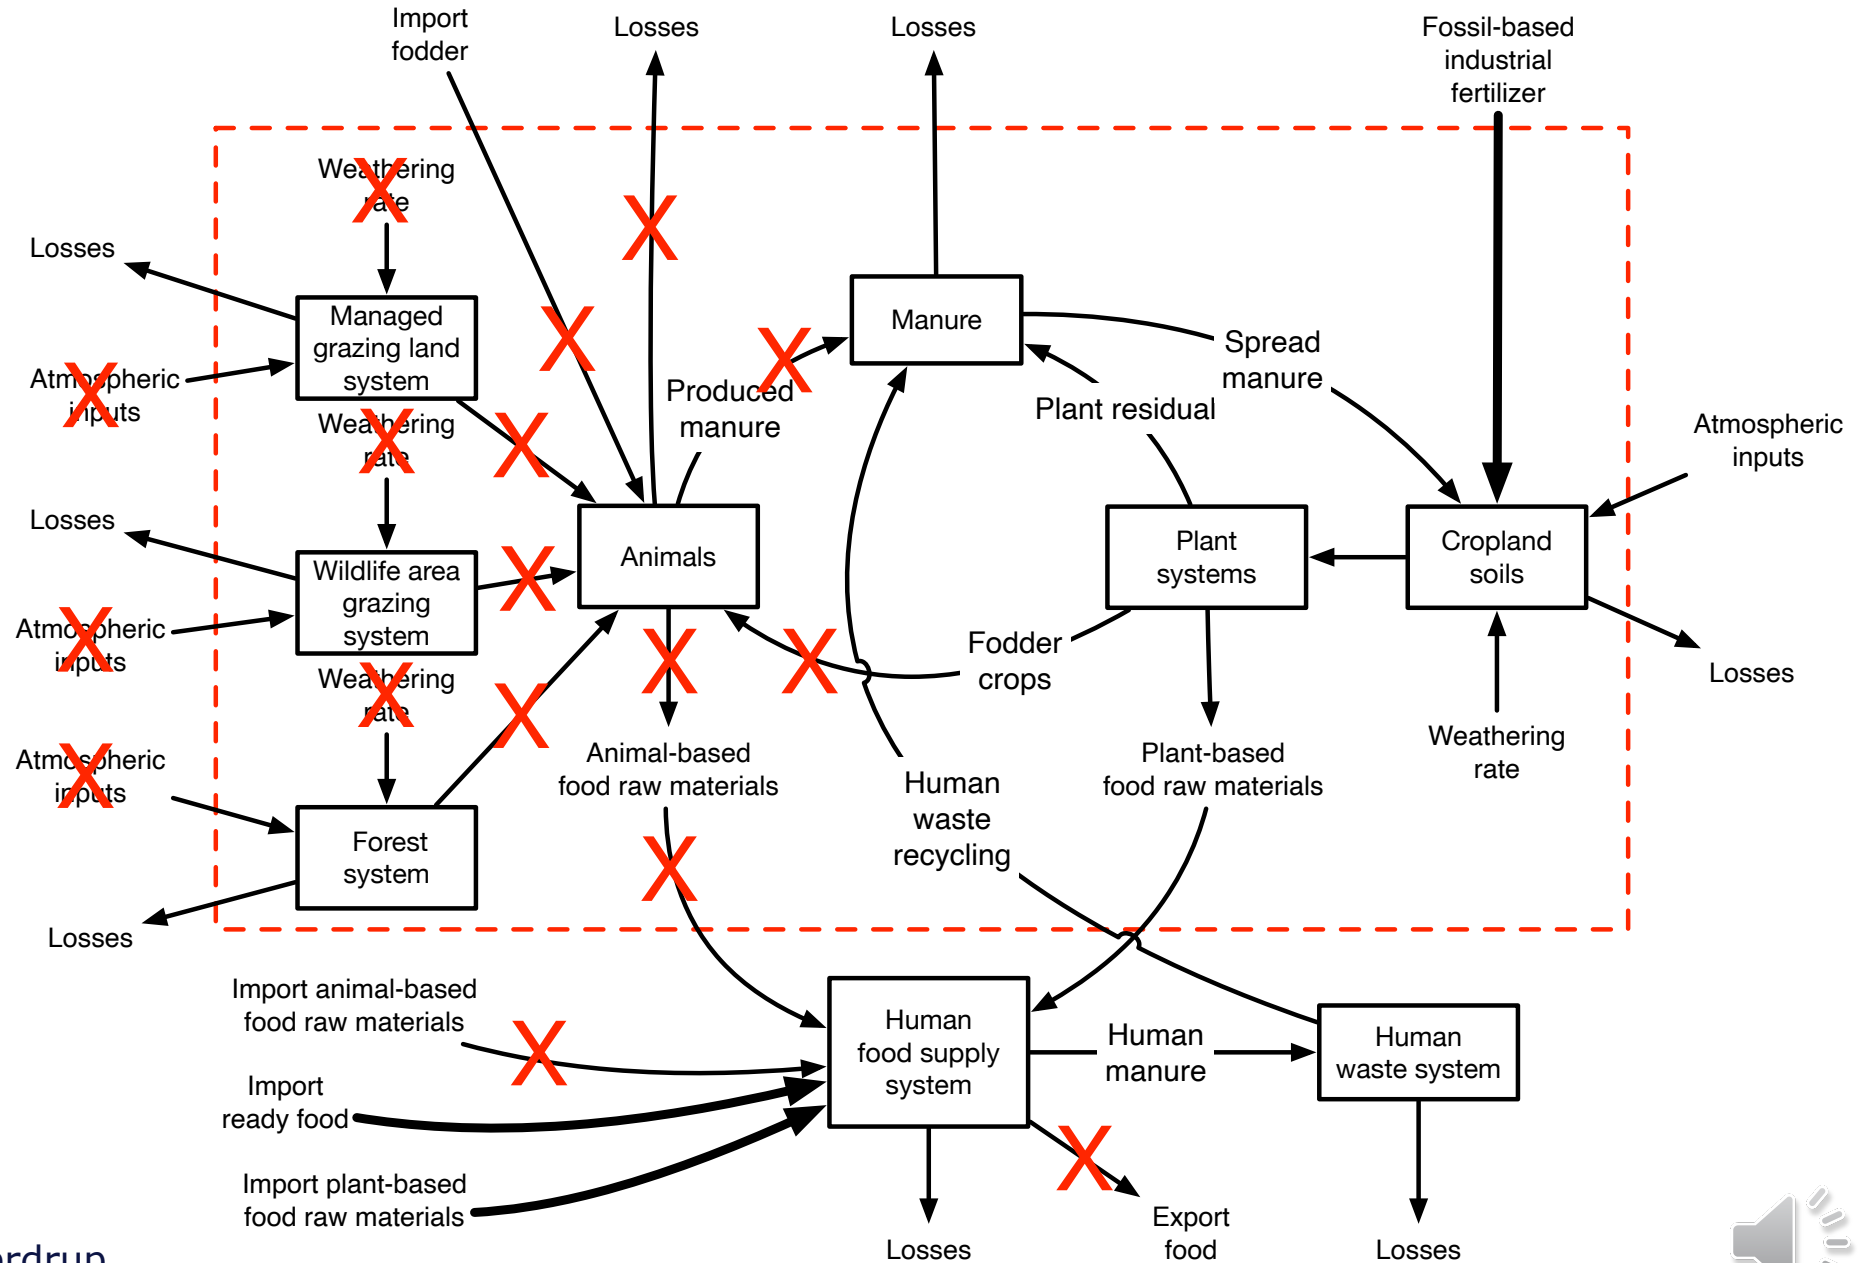 Import
fodder
Losses
Losses
Fossil-based
industrial
fertilizer
Weathering
rate
Losses
Managed
grazing land
system
Manure
Spread
manure
Atmospheric
inputs
Produced
manure
Plant residual
Weathering
rate
Atmospheric
inputs
Losses
Animals
Plant
systems
Cropland
soils
Wildlife area
grazing
system
Atmospheric
inputs
Fodder
crops
Losses
Weathering
rate
Atmospheric
inputs
Animal-based
food raw materials
Plant-based
food raw materials
Weathering
rate
Human
waste
recycling
Forest
system
Losses
Import animal-based
food raw materials
Human
food supply
system
Human
manure
Human
waste system
Import
ready food
Import plant-based
food raw materials
Losses
Export
food
Losses